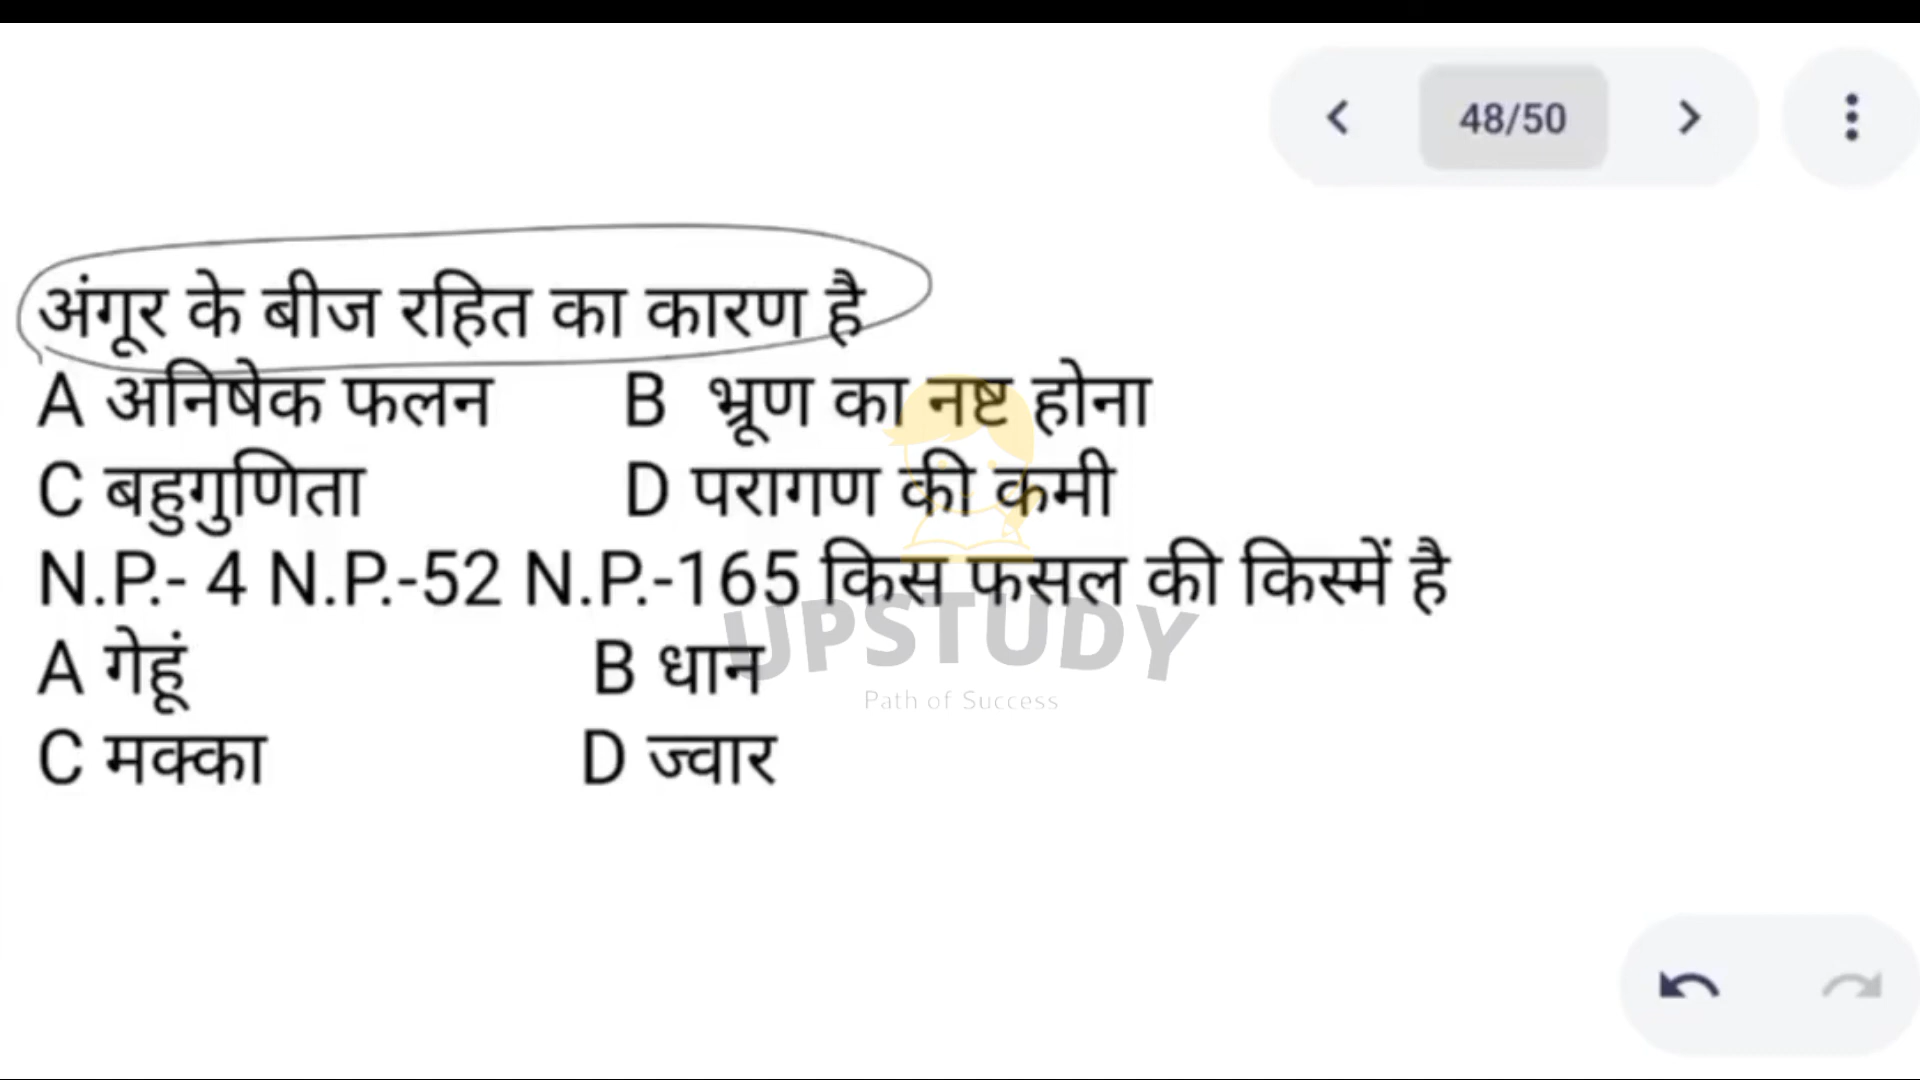 48/50
अंगूर के बीज रहित का कारण है
A अनिषेक फलन B भ्रूण का नष्ट होना
C बहुगुणिता D परागण की कमी
N.P.- 4 N.P.-52 N.P.-165 किस फसल की किस्में है
A गेहूं B धान
C मक्का D ज्वार
UPSTUDY
Path of Success